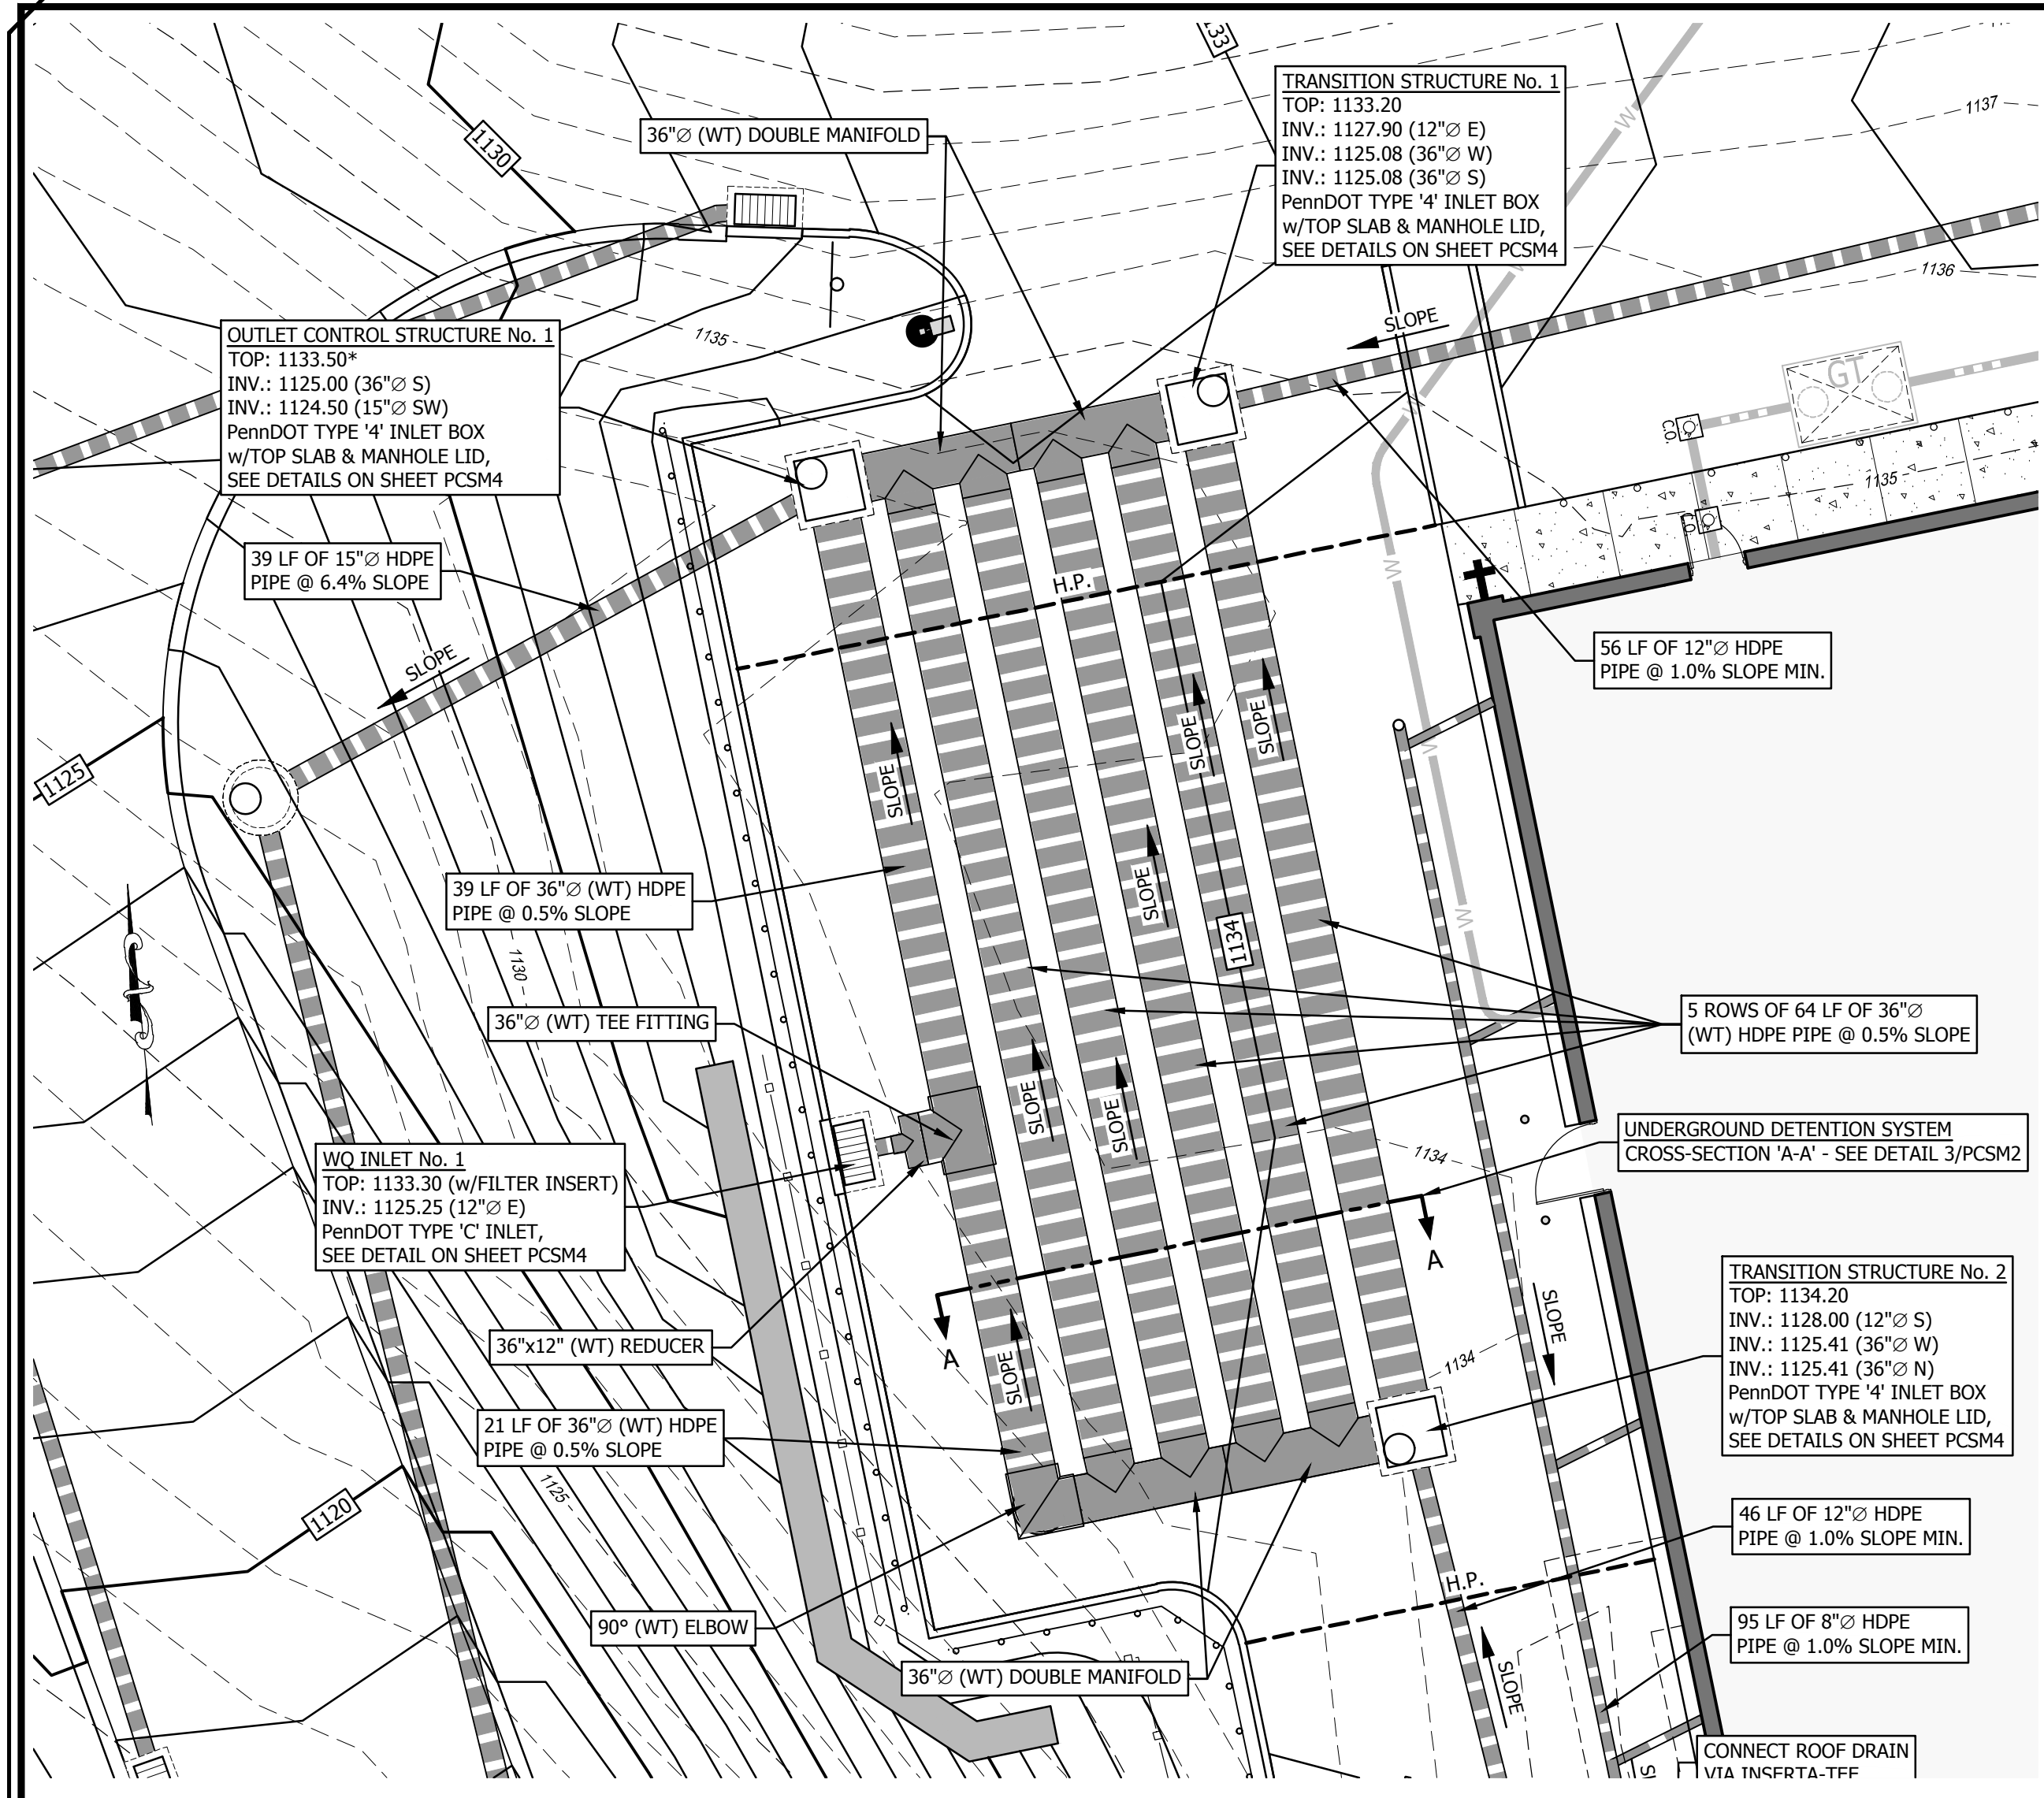 1133
TRANSITION STRUCTURE No. 1
TOP: 1133.20
INV.: 1127.90 (12"∅ E)
INV.: 1125.08 (36"∅ W)
INV.: 1125.08 (36"∅ S)
PennDOT TYPE '4' INLET BOX
w/TOP SLAB & MANHOLE LID,
SEE DETAILS ON SHEET PCSM4
W
1137
36"∅ (WT) DOUBLE MANIFOLD
1130
W
1136
SLOPE
1135
OUTLET CONTROL STRUCTURE No. 1
TOP: 1133.50*
INV.: 1125.00 (36"∅ S)
INV.: 1124.50 (15"∅ SW)
PennDOT TYPE '4' INLET BOX
w/TOP SLAB & MANHOLE LID,
SEE DETAILS ON SHEET PCSM4
GT
W
C.O.
1135
C.O.
39 LF OF 15"∅ HDPE
PIPE @ 6.4% SLOPE
H.P.
W
SLOPE
56 LF OF 12"∅ HDPE
PIPE @ 1.0% SLOPE MIN.
1125
SLOPE
SLOPE
SLOPE
W
39 LF OF 36"∅ (WT) HDPE
PIPE @ 0.5% SLOPE
SLOPE
1134
W
1130
36"∅ (WT) TEE FITTING
5 ROWS OF 64 LF OF 36"∅
(WT) HDPE PIPE @ 0.5% SLOPE
SLOPE
SLOPE
UNDERGROUND DETENTION SYSTEM
CROSS-SECTION 'A-A' - SEE DETAIL 3/PCSM2
1134
WQ INLET No. 1
TOP: 1133.30 (w/FILTER INSERT)
INV.: 1125.25 (12"∅ E)
PennDOT TYPE 'C' INLET,
SEE DETAIL ON SHEET PCSM4
A
A
TRANSITION STRUCTURE No. 2
TOP: 1134.20
INV.: 1128.00 (12"∅ S)
INV.: 1125.41 (36"∅ W)
INV.: 1125.41 (36"∅ N)
PennDOT TYPE '4' INLET BOX
w/TOP SLAB & MANHOLE LID,
SEE DETAILS ON SHEET PCSM4
SLOPE
36"x12" (WT) REDUCER
SLOPE
1134
21 LF OF 36"∅ (WT) HDPE
PIPE @ 0.5% SLOPE
1125
1120
46 LF OF 12"∅ HDPE
PIPE @ 1.0% SLOPE MIN.
H.P.
90° (WT) ELBOW
95 LF OF 8"∅ HDPE
PIPE @ 1.0% SLOPE MIN.
36"∅ (WT) DOUBLE MANIFOLD
SLOPE
CONNECT ROOF DRAIN
VIA INSERTA-TEE